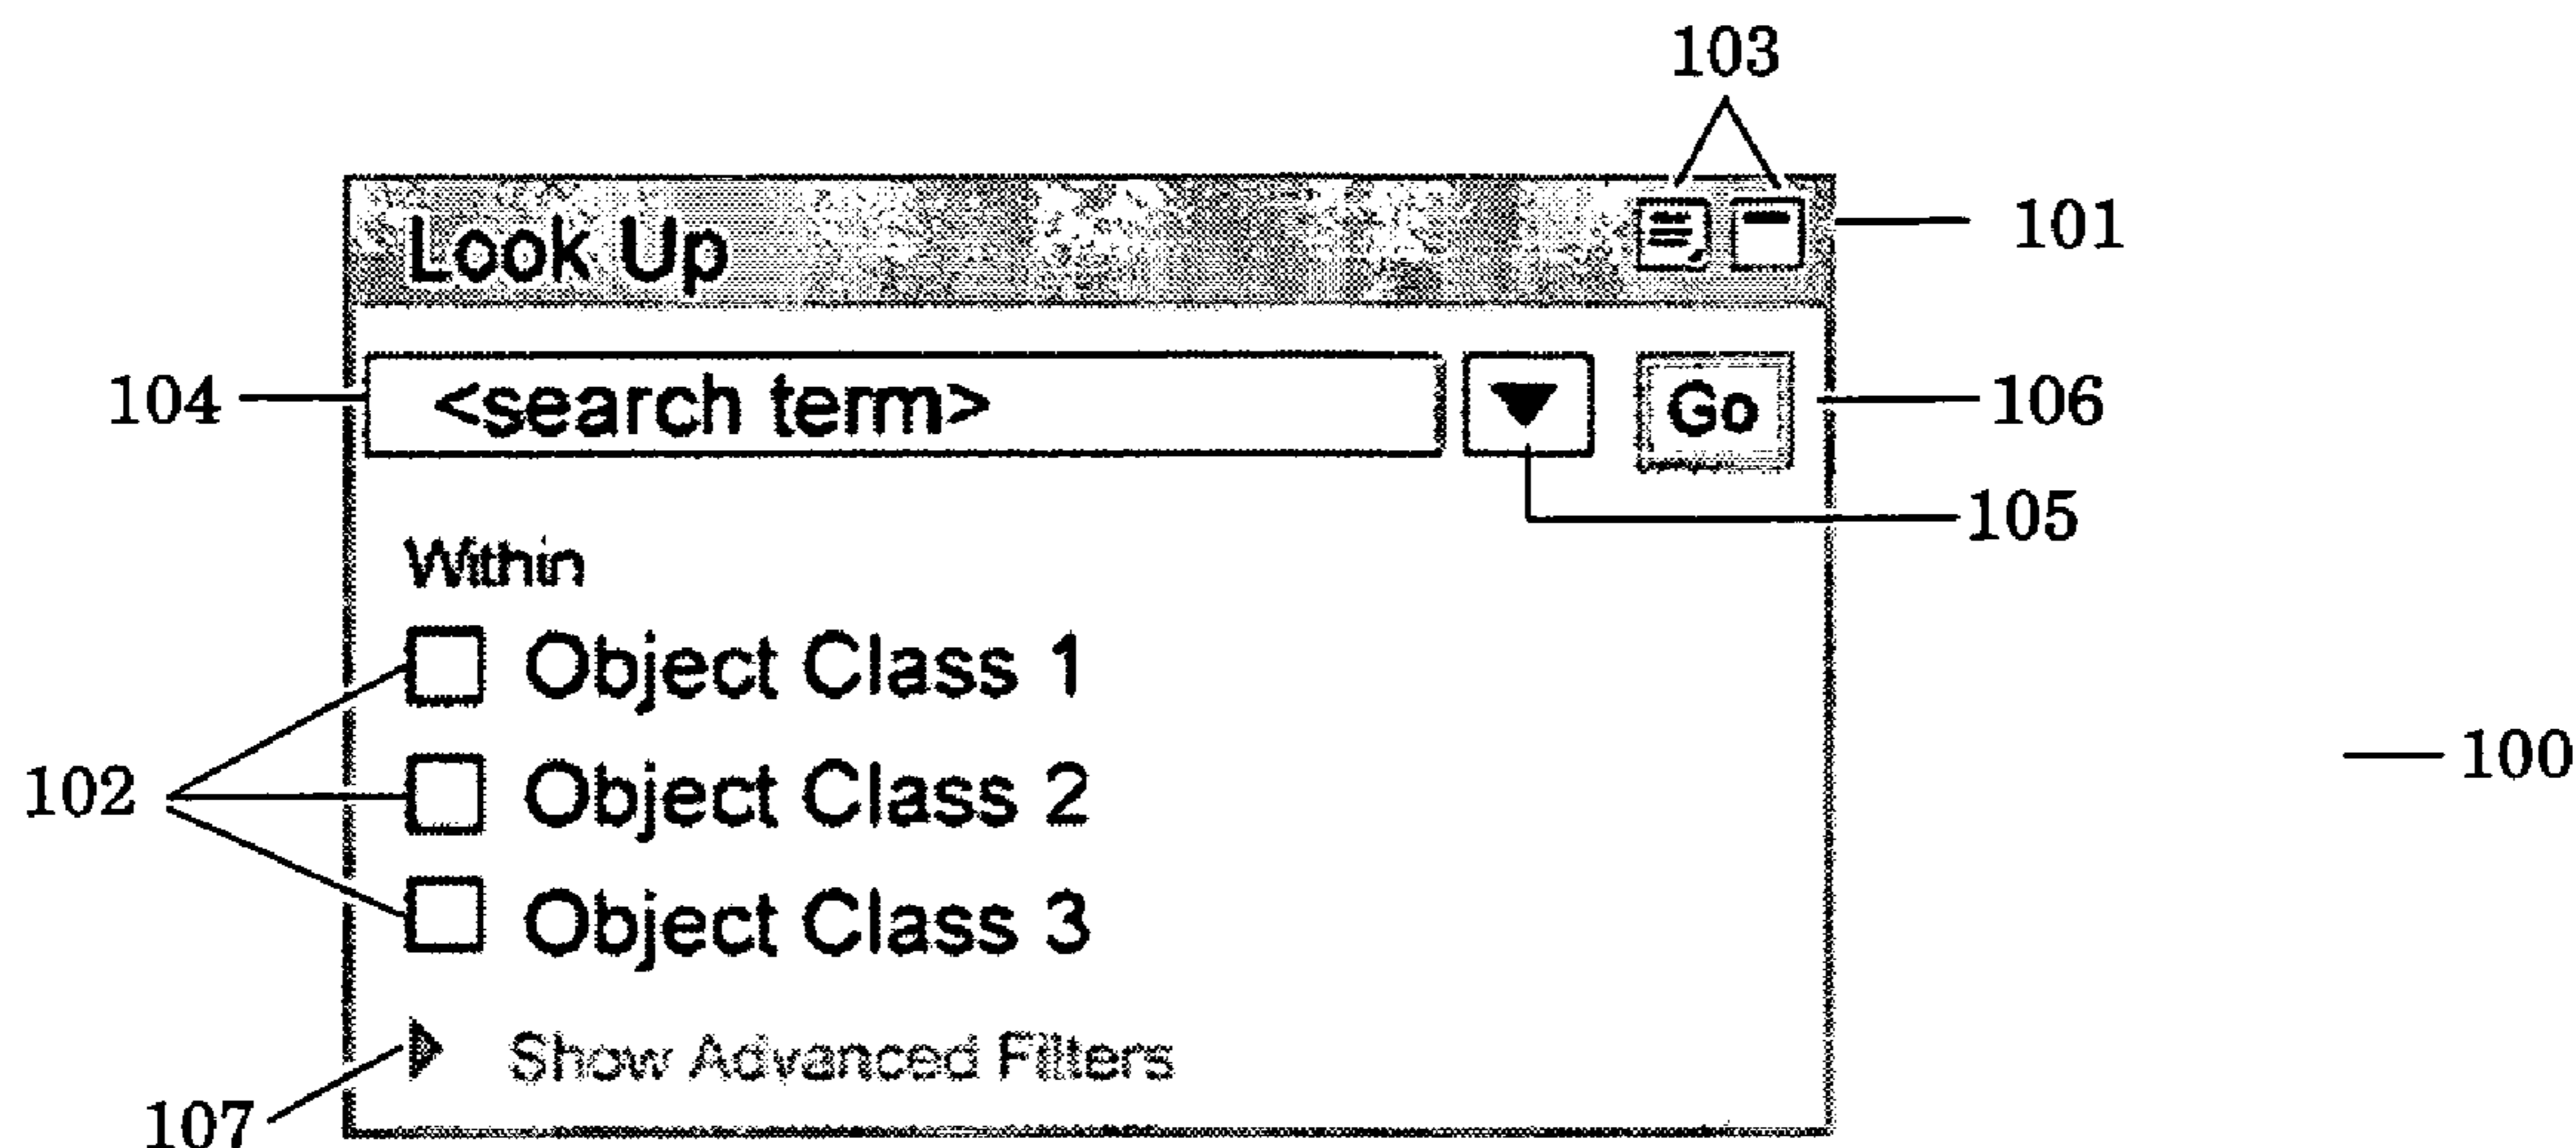 103
Look Up
101
104
<search term>
Go
106
105
Within
Object Class 1
102
Object Class 2
100
Object Class 3
Show Advanced Filters
107